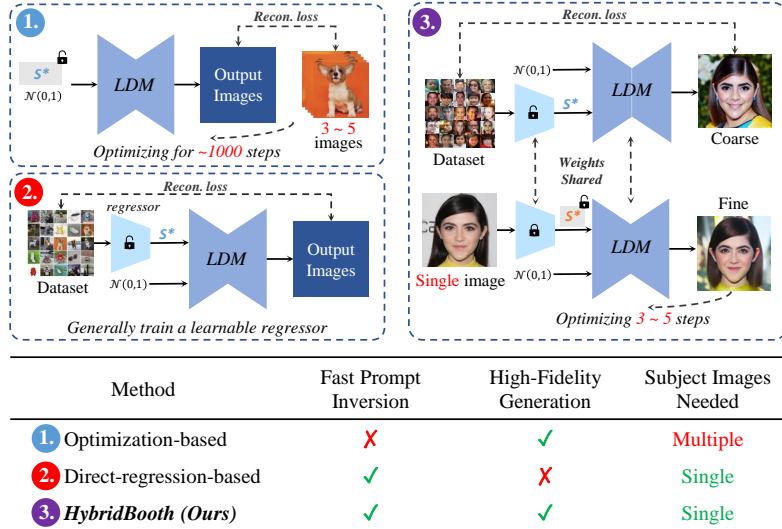 1.
Recon. loss
S*
𝒩(0,1)
LDM
Output
Images
3 ~ 5
images
Optimizing for ~1000 steps
2.
Recon. loss
regressor
S*
Dataset
𝒩(0,1)
LDM
Output
Images
Generally train a learnable regressor
3.
Recon. loss
𝒩(0,1)
S*
LDM
Dataset
Coarse
Weights
Shared
Fine
S*
LDM
𝒩(0,1)
Single image
Optimizing 3 ~ 5 steps
Method
Fast Prompt
Inversion
High-Fidelity
Generation
Subject Images
Needed
1. Optimization-based ✗ ✓ Multiple
2. Direct-regression-based ✓ ✗ Single
3. HybridBooth (Ours) ✓ ✓ Single